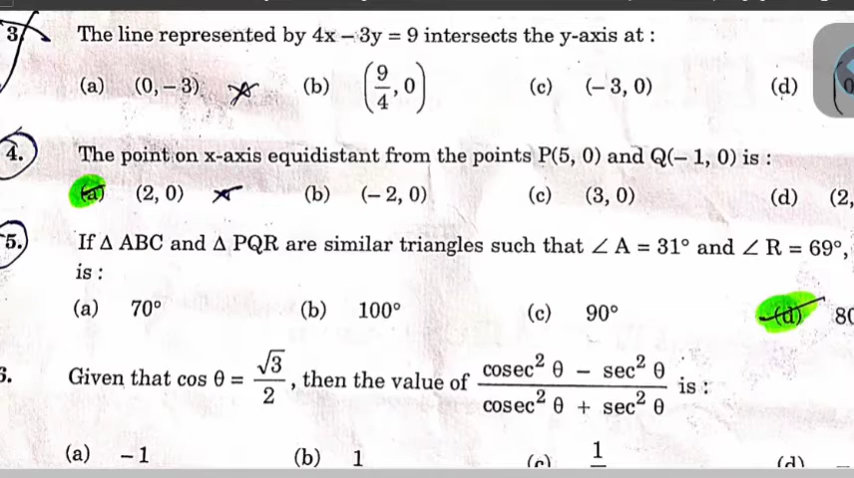 3. The line represented by 4x – 3y = 9 intersects the y-axis at :
(a) (0, – 3) (b) (9/4, 0) (c) (– 3, 0) (d) (0
4. The point on x-axis equidistant from the points P(5, 0) and Q(– 1, 0) is :
(a) (2, 0) (b) (– 2, 0) (c) (3, 0) (d) (2,
5. If Δ ABC and Δ PQR are similar triangles such that ∠ A = 31° and ∠ R = 69°,
is :
(a) 70° (b) 100° (c) 90° (d) 80
Given that cos θ = √3/2, then the value of (cosec² θ – sec² θ)/(cosec² θ + sec² θ) is :
(a) – 1 (b) 1 (c) 1 (d) –